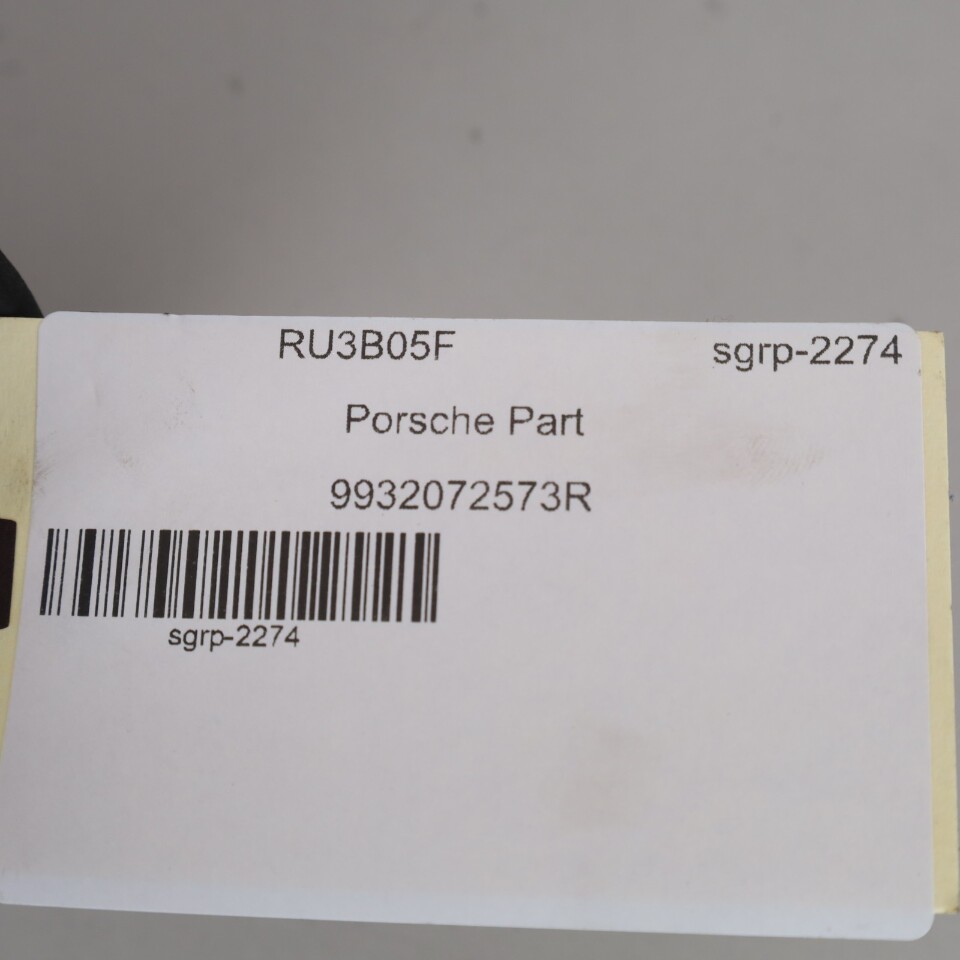 RU3B05F sgrp-2274
Porsche Part
9932072573R
sgrp-2274